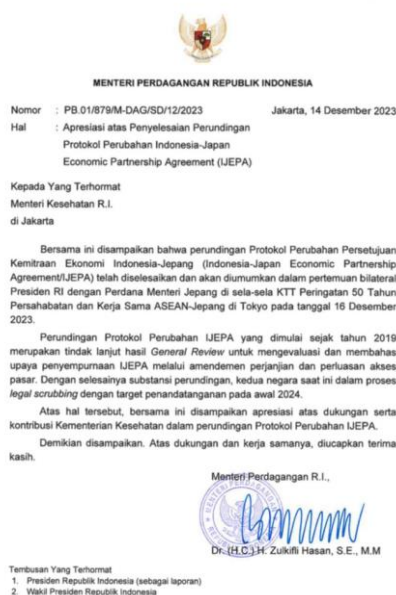 MENTERI PERDAGANGAN REPUBLIK INDONESIA
Nomor : PB.01/879/M-DAG/SD/12/2023 Jakarta, 14 Desember 2023
Hal : Apresiasi atas Penyelesaian Perundingan
Protokol Perubahan Indonesia-Japan
Economic Partnership Agreement (IJEPA)
Kepada Yang Terhormat
Menteri Kesehatan R.I.
di Jakarta
Bersama ini disampaikan bahwa perundingan Protokol Perubahan Persetujuan
Kemitraan Ekonomi Indonesia-Jepang (Indonesia-Japan Economic Partnership
Agreement/IJEPA) telah diselesaikan dan akan diumumkan dalam pertemuan bilateral
Presiden RI dengan Perdana Menteri Jepang di sela-sela KTT Peringatan 50 Tahun
Persahabatan dan Kerja Sama ASEAN-Jepang di Tokyo pada tanggal 16 Desember
2023.
Perundingan Protokol Perubahan IJEPA yang dimulai sejak tahun 2019
merupakan tindak lanjut hasil General Review untuk mengevaluasi dan membahas
upaya penyempurnaan IJEPA melalui amendemen perjanjian dan perluasan akses
pasar. Dengan selesainya substansi perundingan, kedua negara saat ini dalam proses
legal scrubbing dengan target penandatanganan pada awal 2024.
Atas hal tersebut, bersama ini disampaikan apresiasi atas dukungan serta
kontribusi Kementerian Kesehatan dalam perundingan Protokol Perubahan IJEPA.
Demikian disampaikan. Atas dukungan dan kerja samanya, diucapkan terima
kasih.
Menteri Perdagangan R.I.,
Dr. (H.C.) H. Zulkifli Hasan, S.E., M.M
Tembusan Yang Terhormat
1. Presiden Republik Indonesia (sebagai laporan)
2. Wakil Presiden Republik Indonesia